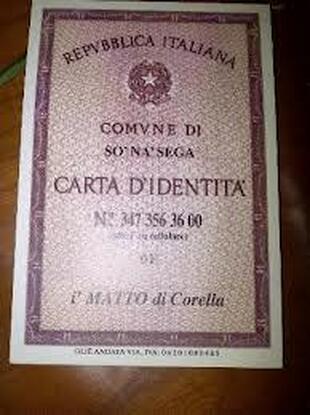 REPVBBLICA ITALIANA
COMVNE DI
SO' NA' SEGA
CARTA D'IDENTITA'
N.º 347 356 36 00
DI
i' MATTO di Corella